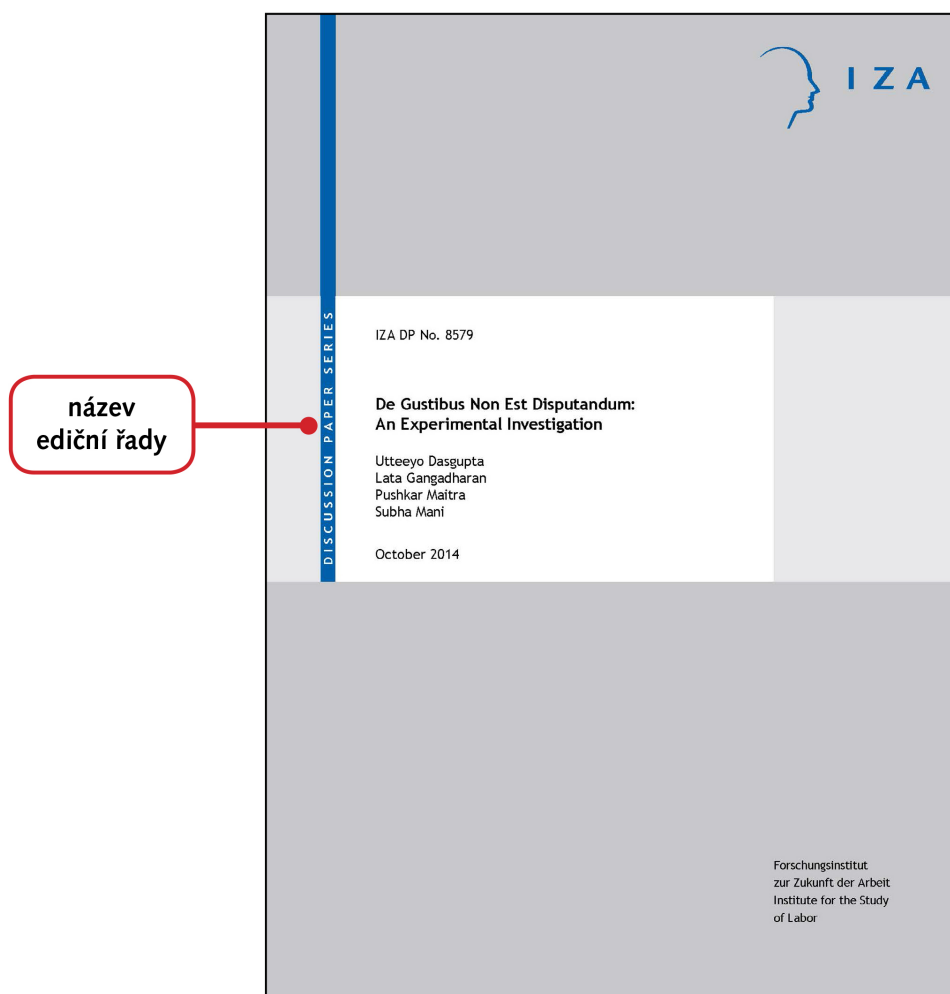 IZA
DISCUSSION PAPER SERIES
IZA DP No. 8579
název
ediční řady
De Gustibus Non Est Disputandum:
An Experimental Investigation
Utteeyo Dasgupta
Lata Gangadharan
Pushkar Maitra
Subha Mani
October 2014
Forschungsinstitut
zur Zukunft der Arbeit
Institute for the Study
of Labor